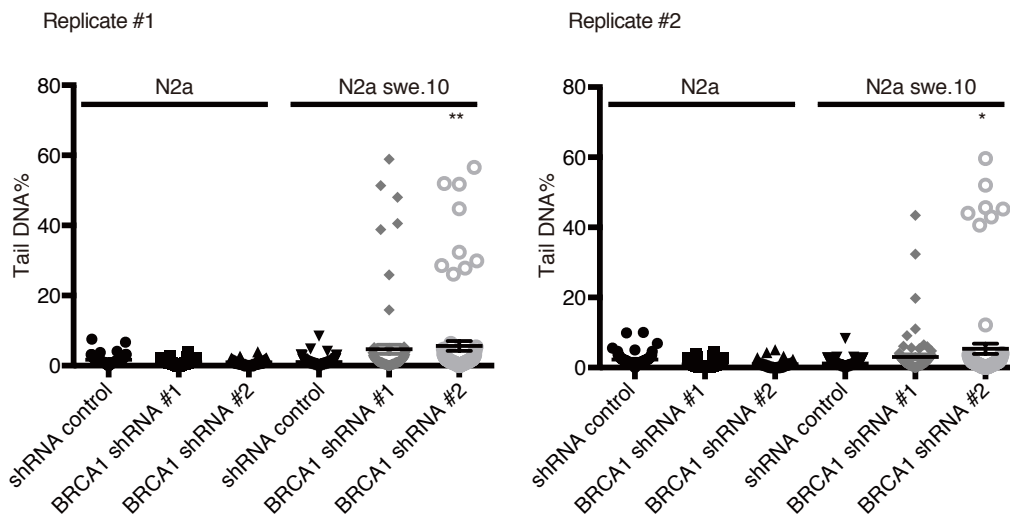 Replicate #1
Replicate #2
N2a
N2a swe.10
**
Tail DNA%
80
60
40
20
0
shRNA control
BRCA1 shRNA #1
BRCA1 shRNA #2
shRNA control
BRCA1 shRNA #1
BRCA1 shRNA #2
N2a
N2a swe.10
*
Tail DNA%
80
60
40
20
0
shRNA control
BRCA1 shRNA #1
BRCA1 shRNA #2
shRNA control
BRCA1 shRNA #1
BRCA1 shRNA #2